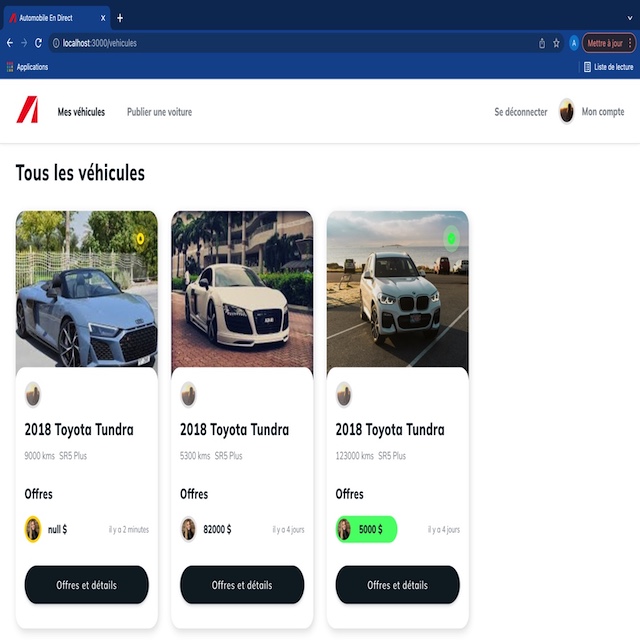 Automobile En Direct
localhost:3000/vehicules
A
Mettre à jour
Applications
Liste de lecture
Mes véhicules
Publier une voiture
Se déconnecter
Mon compte
Tous les véhicules
2018 Toyota Tundra
9000 kms SR5 Plus
Offres
null $
il y a 2 minutes
Offres et détails
2018 Toyota Tundra
5300 kms SR5 Plus
Offres
82000 $
il y a 4 jours
Offres et détails
2018 Toyota Tundra
123000 kms SR5 Plus
Offres
5000 $
il y a 4 jours
Offres et détails